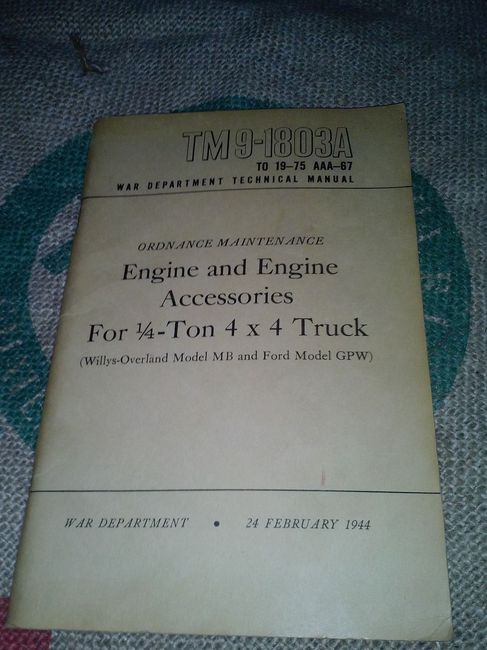 TM 9-1803A
TO 19-75 AAA-67
WAR DEPARTMENT TECHNICAL MANUAL
ORDNANCE MAINTENANCE
Engine and Engine
Accessories
For ¼-Ton 4 x 4 Truck
(Willys-Overland Model MB and Ford Model GPW)
WAR DEPARTMENT • 24 FEBRUARY 1944